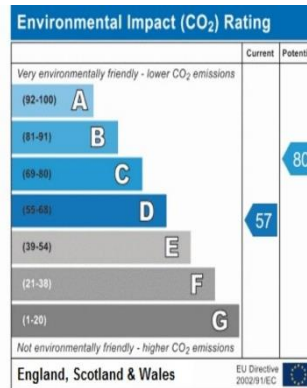 Environmental Impact (CO₂) Rating
Current Potenti
Very environmentally friendly - lower CO₂ emissions
(92-100) A
(81-91) B
(69-80) C
(55-68) D
(39-54) E
(21-38) F
(1-20) G
57
80
Not environmentally friendly - higher CO₂ emissions
England, Scotland & Wales
EU Directive
2002/91/EC